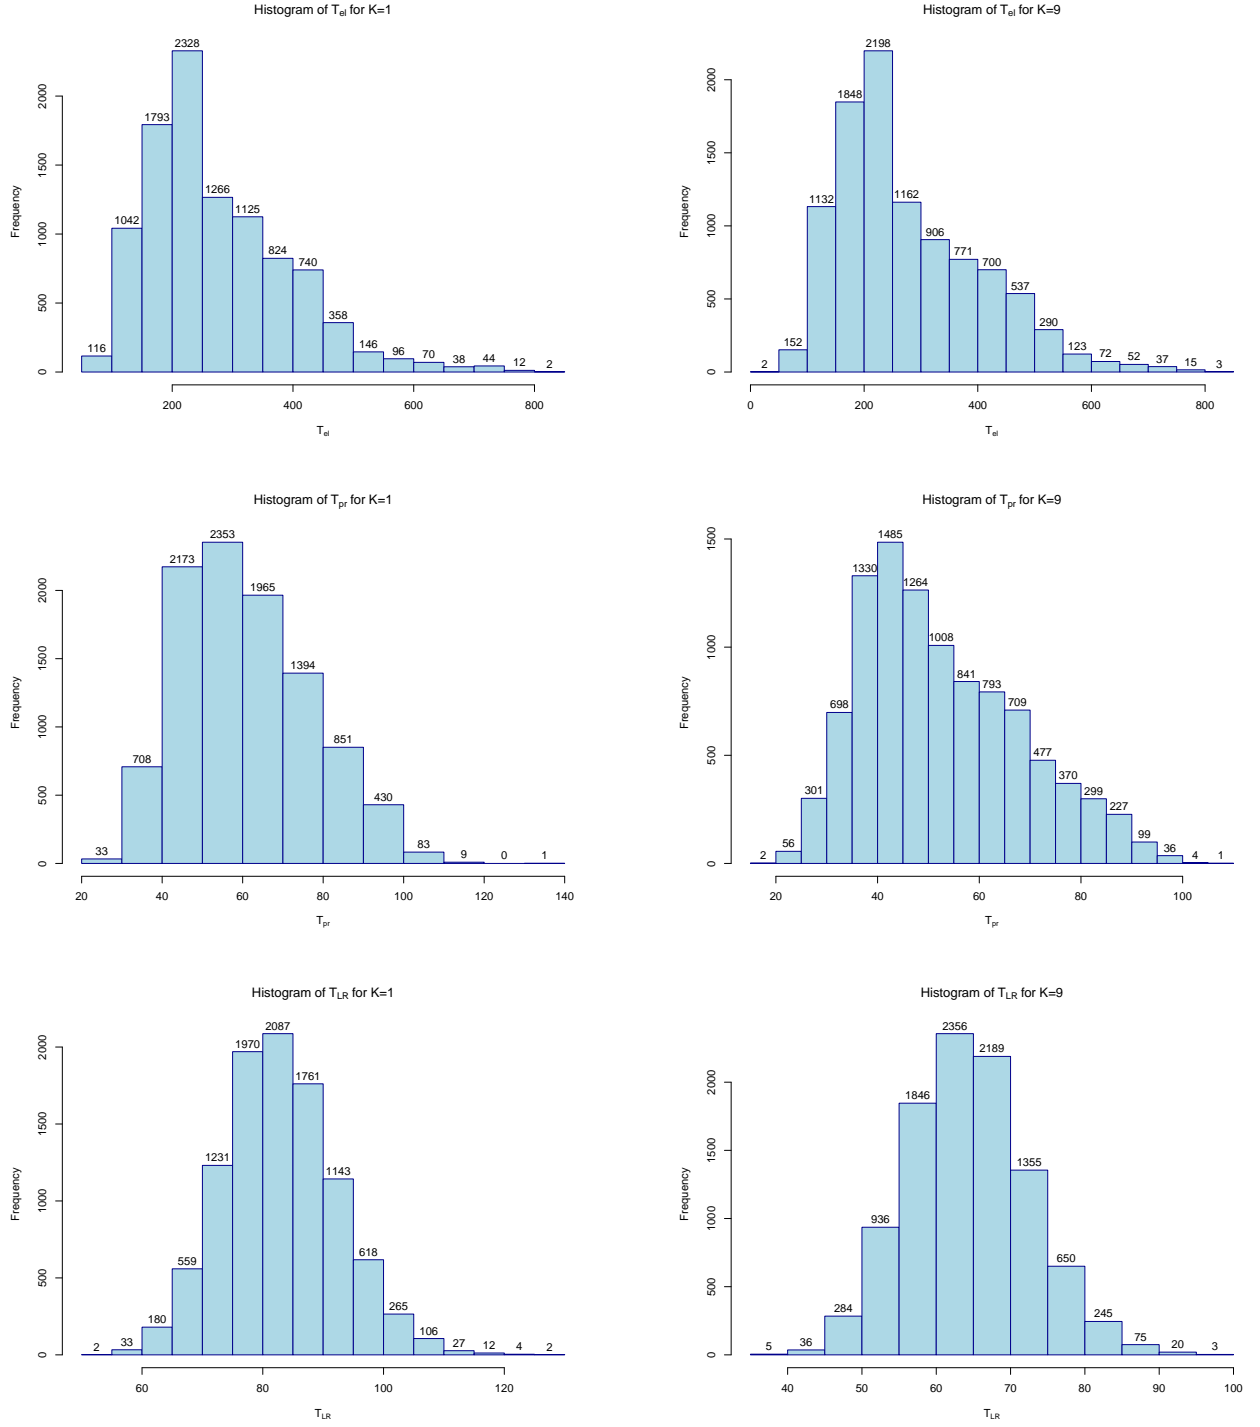 Histogram of T_el for K=1
Frequency
0 500 1000 1500 2000
116 1042 1793 2328 1266 1125 824 740 358 146 96 70 38 44 12 2
200 400 600 800
T_el
Histogram of T_el for K=9
Frequency
0 500 1000 1500 2000
2 152 1132 1848 2198 1162 906 771 700 537 290 123 72 52 37 15 3
0 200 400 600 800
T_el
Histogram of T_pr for K=1
Frequency
0 500 1000 1500 2000
33 708 2173 2353 1965 1394 851 430 83 9 0 1
20 40 60 80 100 120 140
T_pr
Histogram of T_pr for K=9
Frequency
0 500 1000 1500
2 56 301 698 1330 1485 1264 1008 841 793 709 477 370 299 227 99 36 4 1
20 40 60 80 100
T_pr
Histogram of T_LR for K=1
Frequency
0 500 1000 1500 2000
2 33 180 559 1231 1970 2087 1761 1143 618 265 106 27 12 4 2
60 80 100 120
T_LR
Histogram of T_LR for K=9
Frequency
0 500 1000 1500 2000
5 36 284 936 1846 2356 2189 1355 650 245 75 20 3
40 50 60 70 80 90 100
T_LR